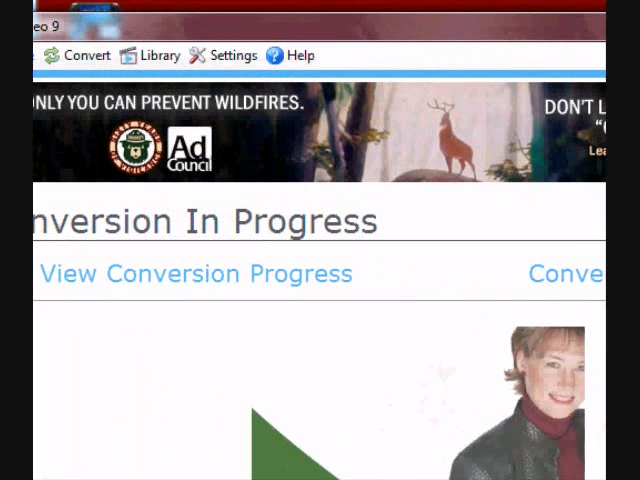 eo 9
Convert Library Settings Help
ONLY YOU CAN PREVENT WILDFIRES.
DON'T L
Ad
Council
Lea
nversion In Progress
View Conversion Progress
Conve